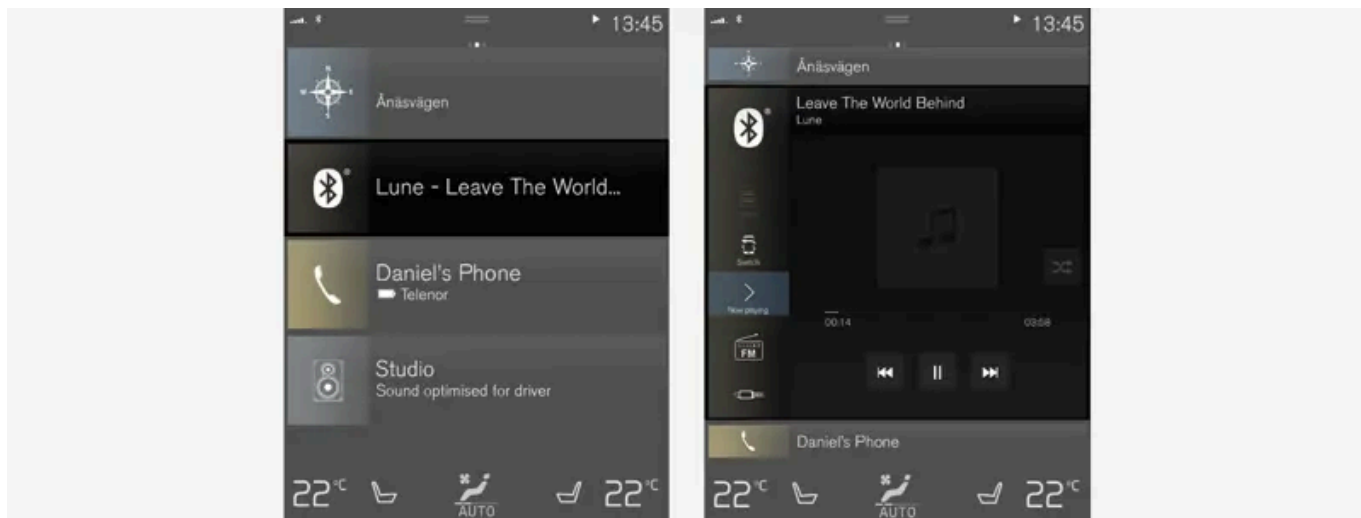 13:45
N
Ånäsvägen
Lune - Leave The World...
Daniel's Phone
Telenor
Studio
Sound optimised for driver
22°C
AUTO
22°C
13:45
Ånäsvägen
Leave The World Behind
Lune
Switch
Now playing
00:14
03:58
FM
Daniel's Phone
22°C
AUTO
22°C